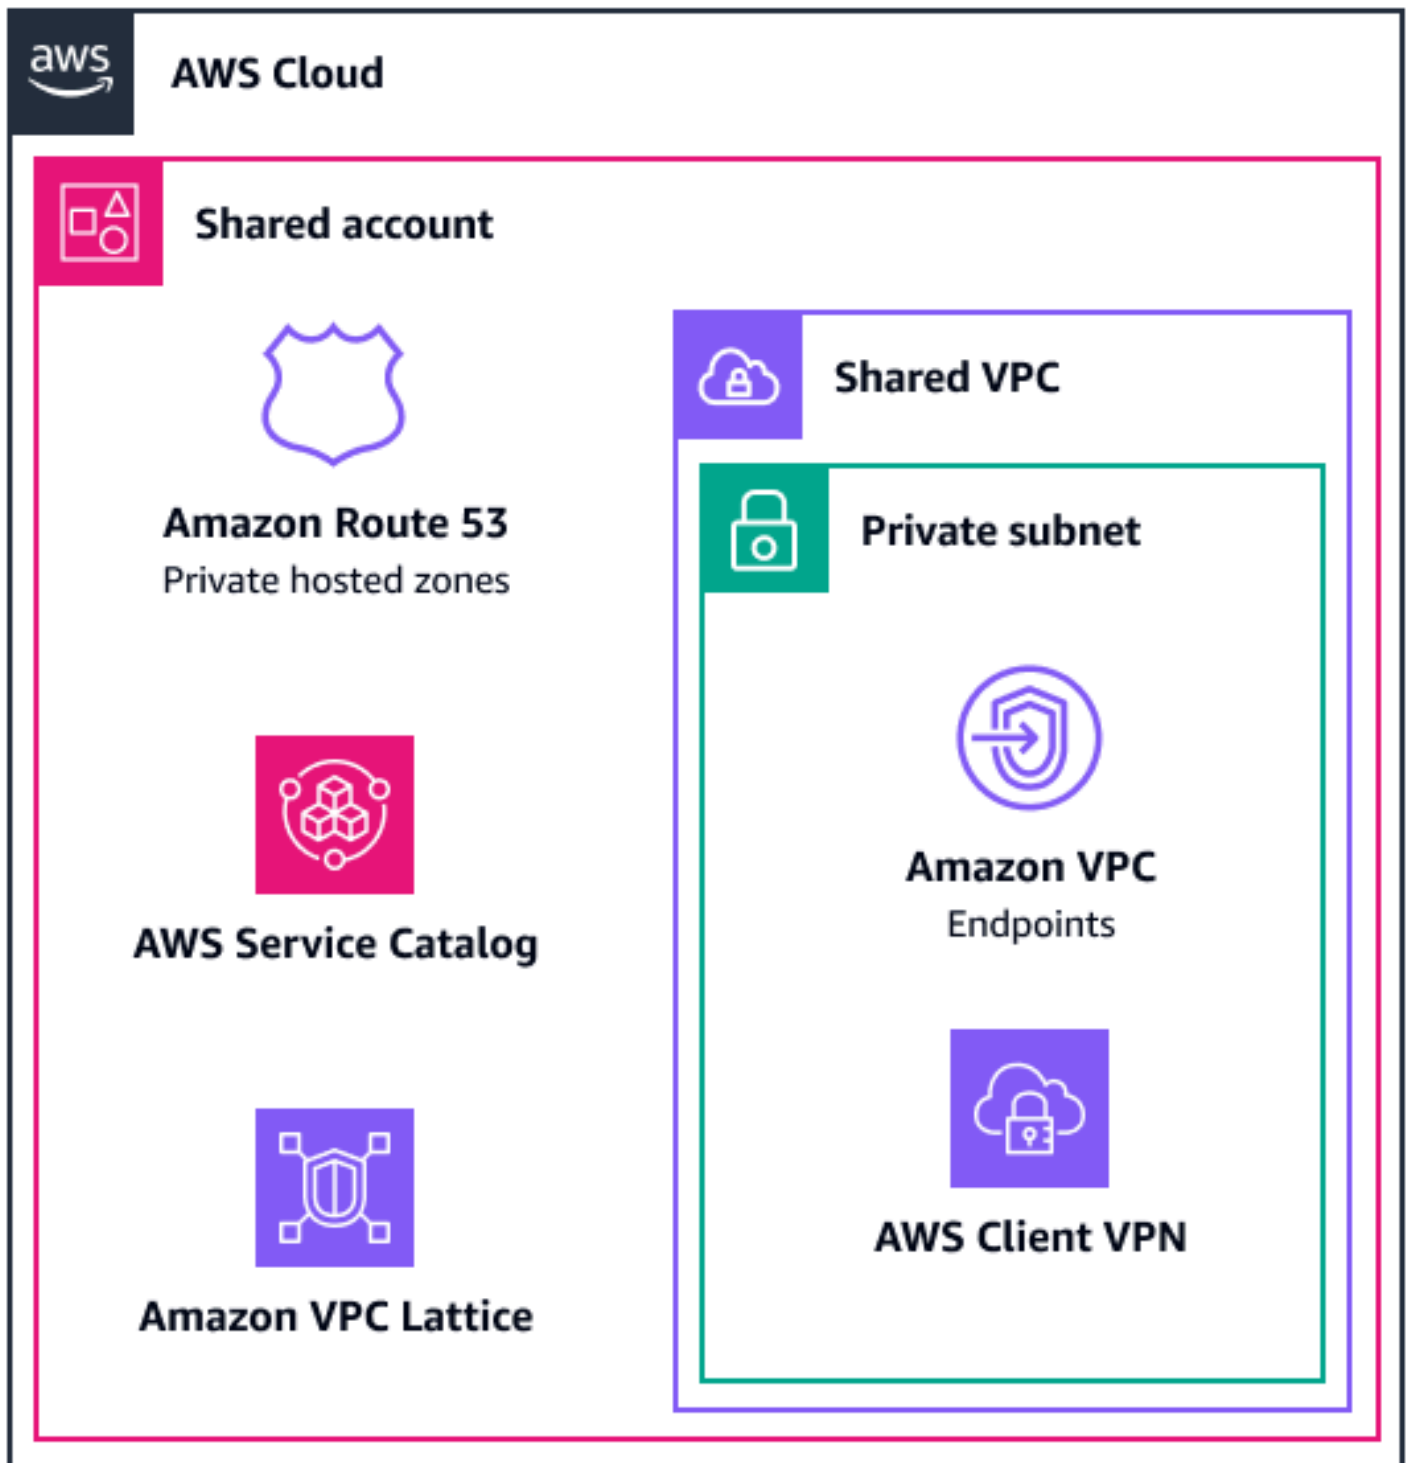 aws
AWS Cloud
Shared account
Amazon Route 53
Private hosted zones
AWS Service Catalog
Amazon VPC Lattice
Shared VPC
Private subnet
Amazon VPC
Endpoints
AWS Client VPN